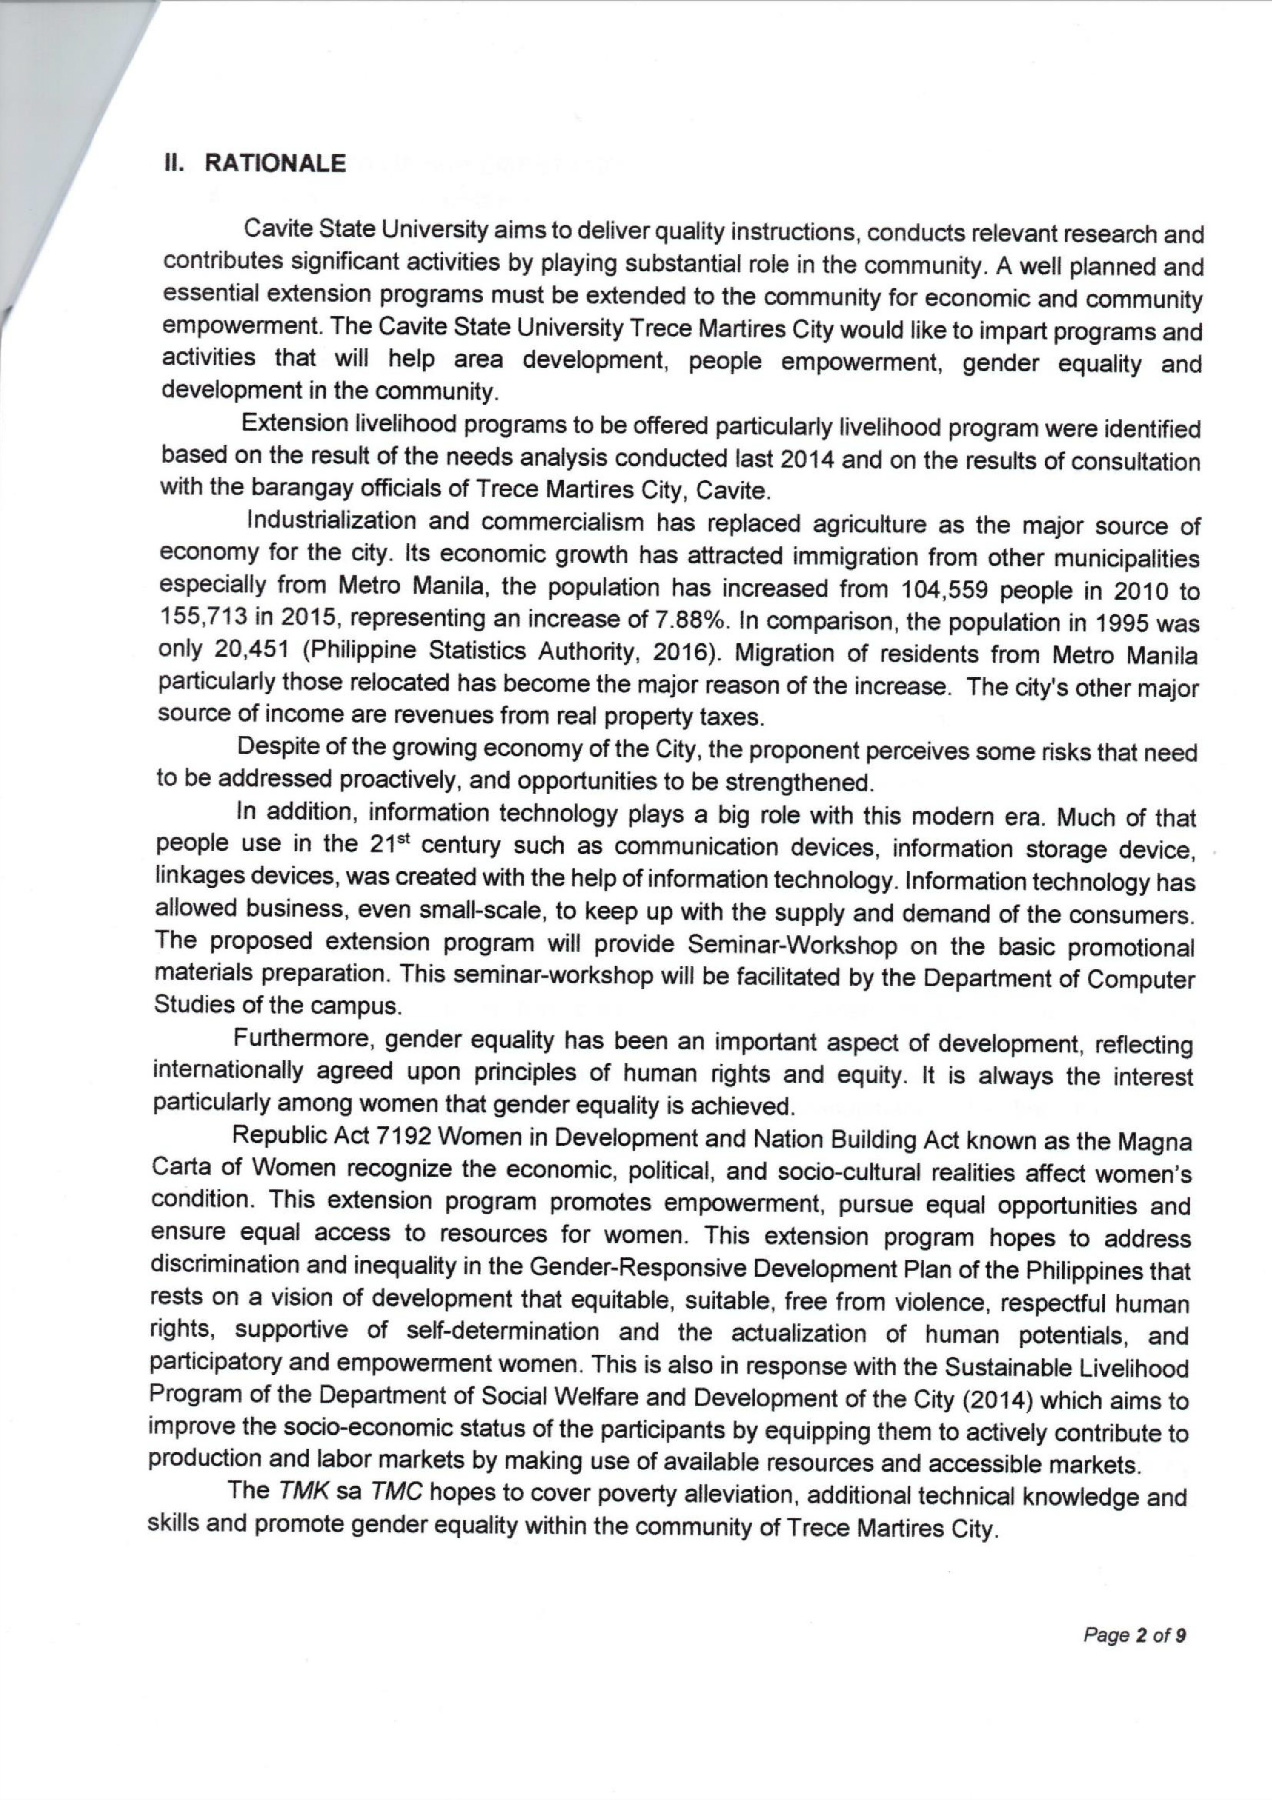 II. RATIONALE
Cavite State University aims to deliver quality instructions, conducts relevant research and
contributes significant activities by playing substantial role in the community. A well planned and
essential extension programs must be extended to the community for economic and community
empowerment. The Cavite State University Trece Martires City would like to impart programs and
activities that will help area development, people empowerment, gender equality and
development in the community.
Extension livelihood programs to be offered particularly livelihood program were identified
based on the result of the needs analysis conducted last 2014 and on the results of consultation
with the barangay officials of Trece Martires City, Cavite.
Industrialization and commercialism has replaced agriculture as the major source of
economy for the city. Its economic growth has attracted immigration from other municipalities
especially from Metro Manila, the population has increased from 104,559 people in 2010 to
155,713 in 2015, representing an increase of 7.88%. In comparison, the population in 1995 was
only 20,451 (Philippine Statistics Authority, 2016). Migration of residents from Metro Manila
particularly those relocated has become the major reason of the increase. The city's other major
source of income are revenues from real property taxes.
Despite of the growing economy of the City, the proponent perceives some risks that need
to be addressed proactively, and opportunities to be strengthened.
In addition, information technology plays a big role with this modern era. Much of that
people use in the 21st century such as communication devices, information storage device,
linkages devices, was created with the help of information technology. Information technology has
allowed business, even small-scale, to keep up with the supply and demand of the consumers.
The proposed extension program will provide Seminar-Workshop on the basic promotional
materials preparation. This seminar-workshop will be facilitated by the Department of Computer
Studies of the campus.
Furthermore, gender equality has been an important aspect of development, reflecting
internationally agreed upon principles of human rights and equity. It is always the interest
particularly among women that gender equality is achieved.
Republic Act 7192 Women in Development and Nation Building Act known as the Magna
Carta of Women recognize the economic, political, and socio-cultural realities affect women's
condition. This extension program promotes empowerment, pursue equal opportunities and
ensure equal access to resources for women. This extension program hopes to address
discrimination and inequality in the Gender-Responsive Development Plan of the Philippines that
rests on a vision of development that equitable, suitable, free from violence, respectful human
rights, supportive of self-determination and the actualization of human potentials, and
participatory and empowerment women. This is also in response with the Sustainable Livelihood
Program of the Department of Social Welfare and Development of the City (2014) which aims to
improve the socio-economic status of the participants by equipping them to actively contribute to
production and labor markets by making use of available resources and accessible markets.
The TMK sa TMC hopes to cover poverty alleviation, additional technical knowledge and
skills and promote gender equality within the community of Trece Martires City.
Page 2 of 9